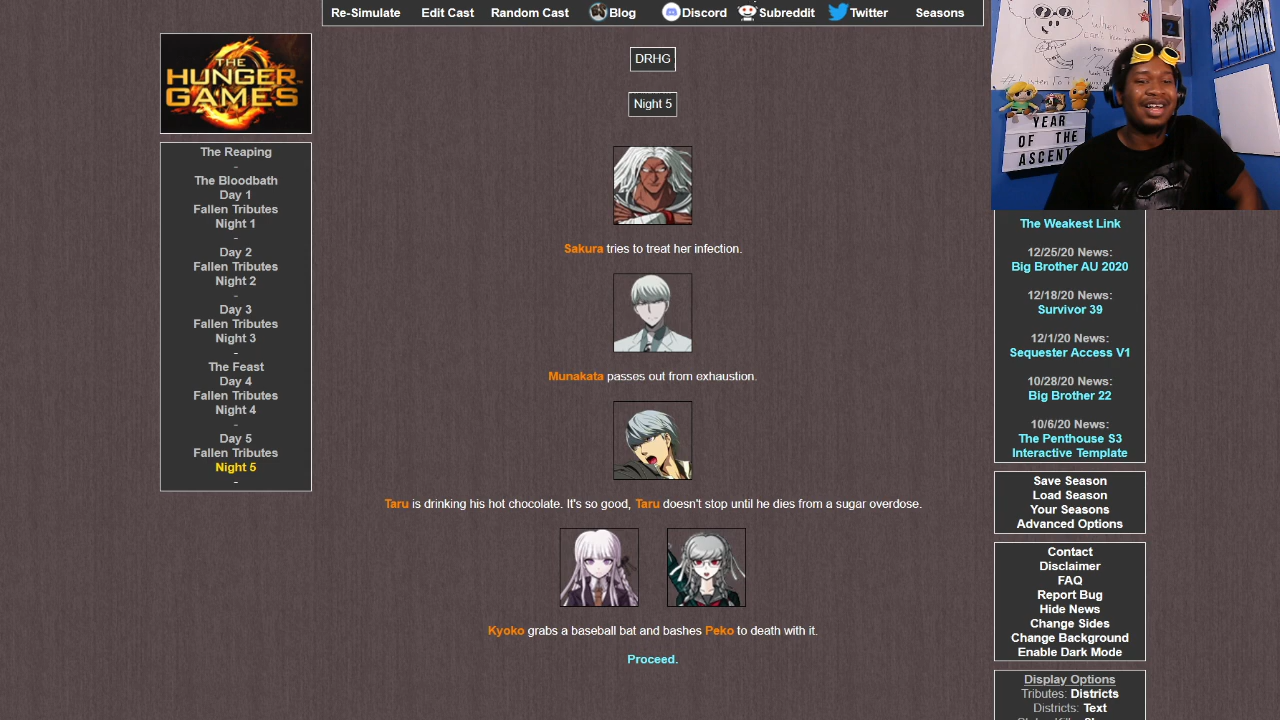 Re-Simulate Edit Cast Random Cast Blog Discord Subreddit Twitter Seasons
THE
HUNGER
GAMES
The Reaping
-
The Bloodbath
Day 1
Fallen Tributes
Night 1
-
Day 2
Fallen Tributes
Night 2
-
Day 3
Fallen Tributes
Night 3
-
The Feast
Day 4
Fallen Tributes
Night 4
-
Day 5
Fallen Tributes
Night 5
-
DRHG
Night 5
Sakura tries to treat her infection.
Munakata passes out from exhaustion.
Taru is drinking his hot chocolate. It's so good, Taru doesn't stop until he dies from a sugar overdose.
Kyoko grabs a baseball bat and bashes Peko to death with it.
Proceed.
YEAR
OF THE
ASCENT
The Weakest Link
12/25/20 News:
Big Brother AU 2020
12/18/20 News:
Survivor 39
12/1/20 News:
Sequester Access V1
10/28/20 News:
Big Brother 22
10/6/20 News:
The Penthouse S3
Interactive Template
Save Season
Load Season
Your Seasons
Advanced Options
Contact
Disclaimer
FAQ
Report Bug
Hide News
Change Sides
Change Background
Enable Dark Mode
Display Options
Tributes: Districts
Districts: Text